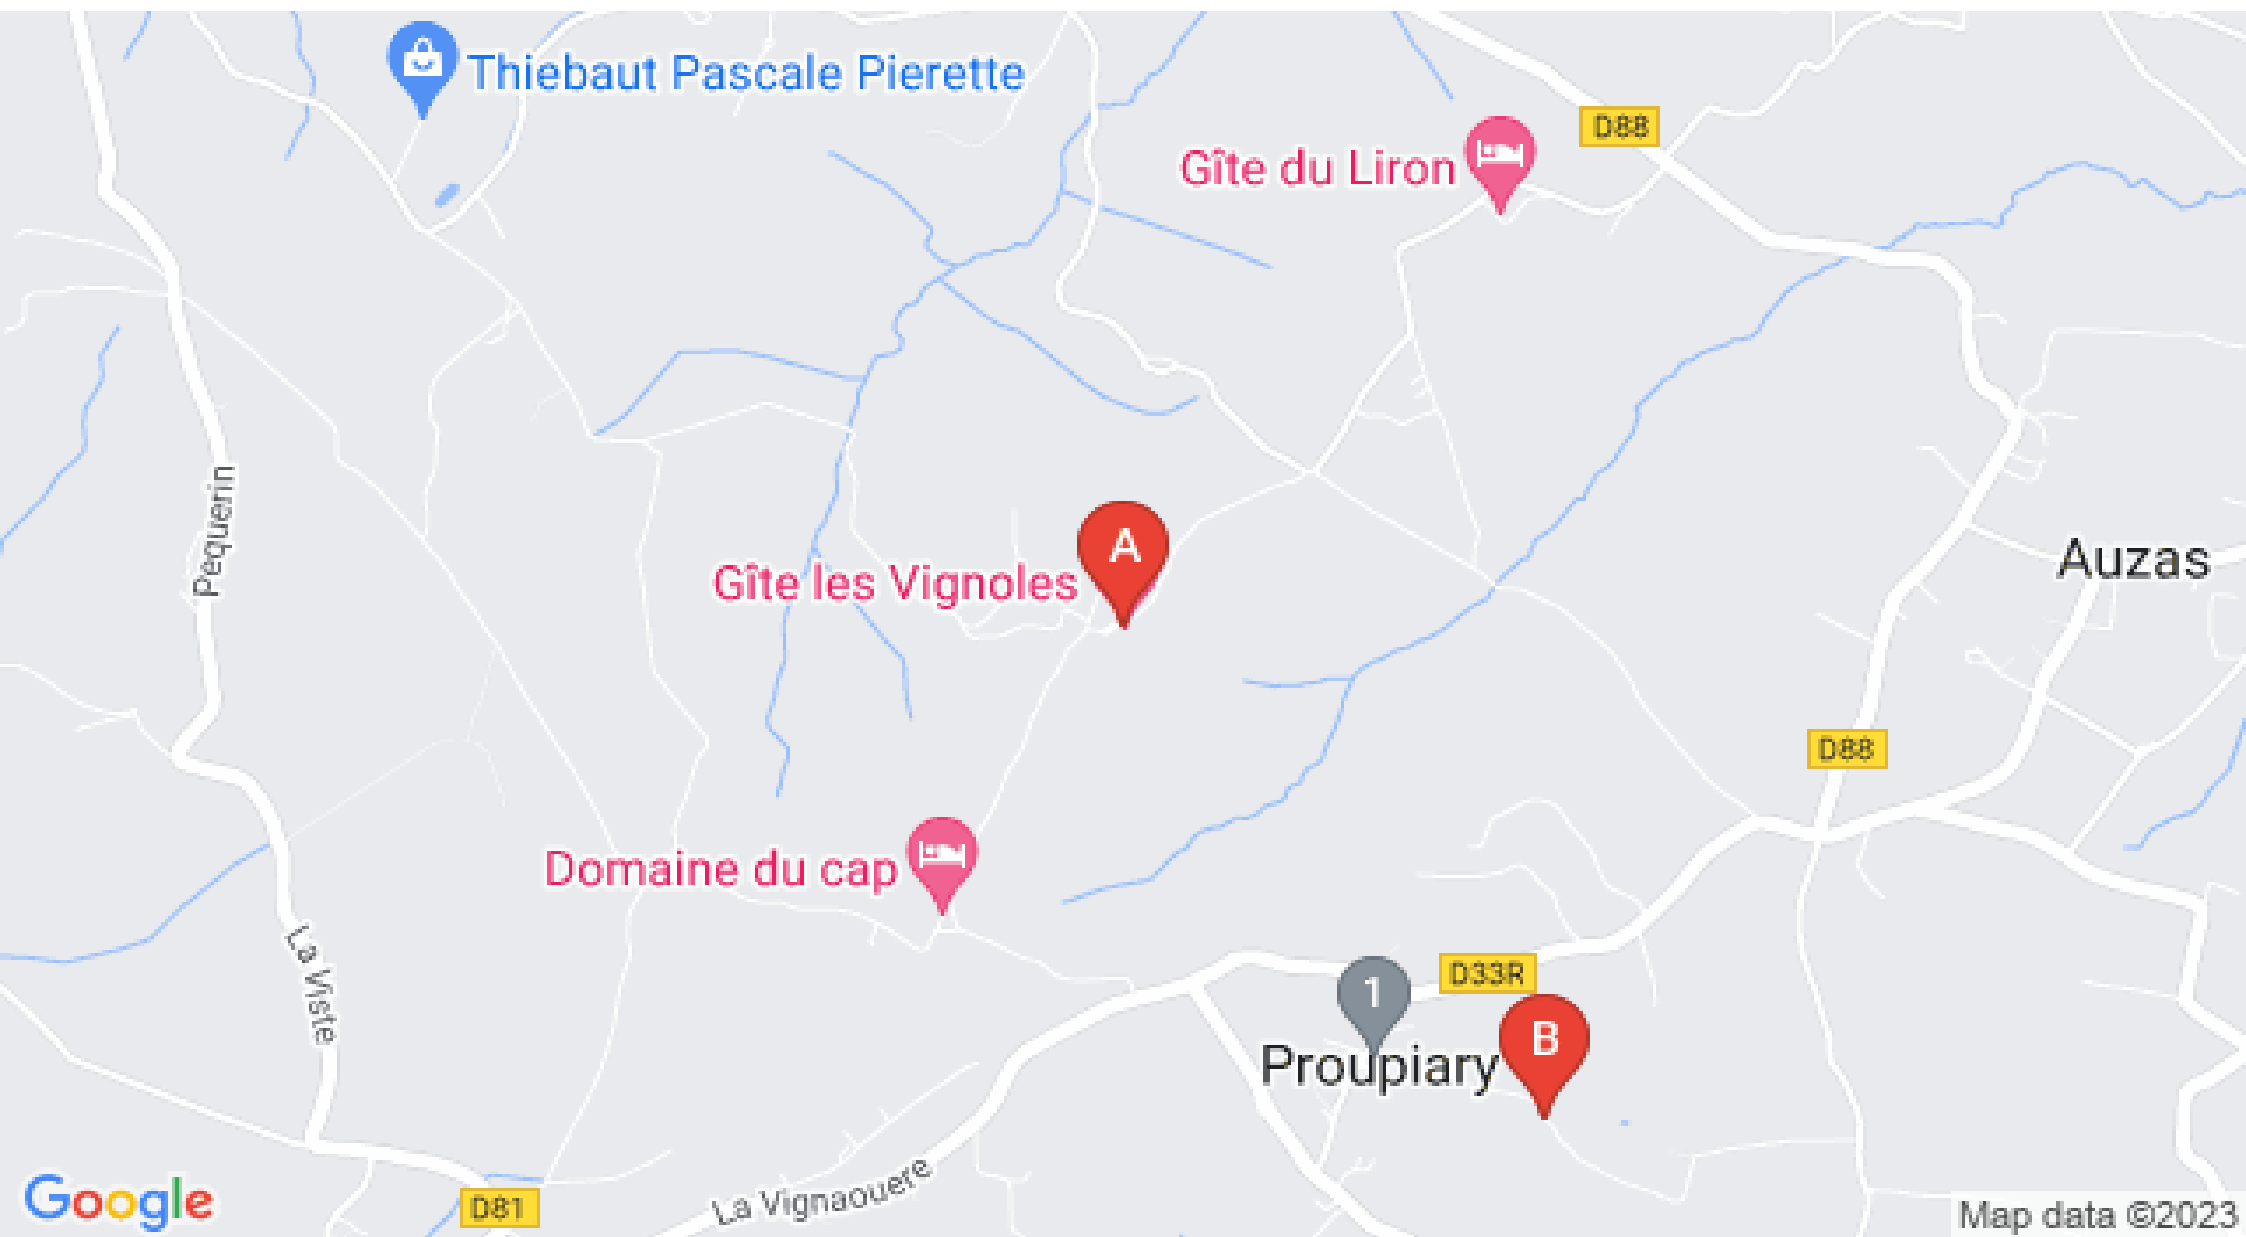 Thiebaut Pascale Pierette
D88
Gîte du Liron
Pequerin
A
Gîte les Vignoles
Auzas
D88
Domaine du cap
La Viste
D33R
1
B
Proupiary
La Vignaouere
D81
Google
Map data ©2023